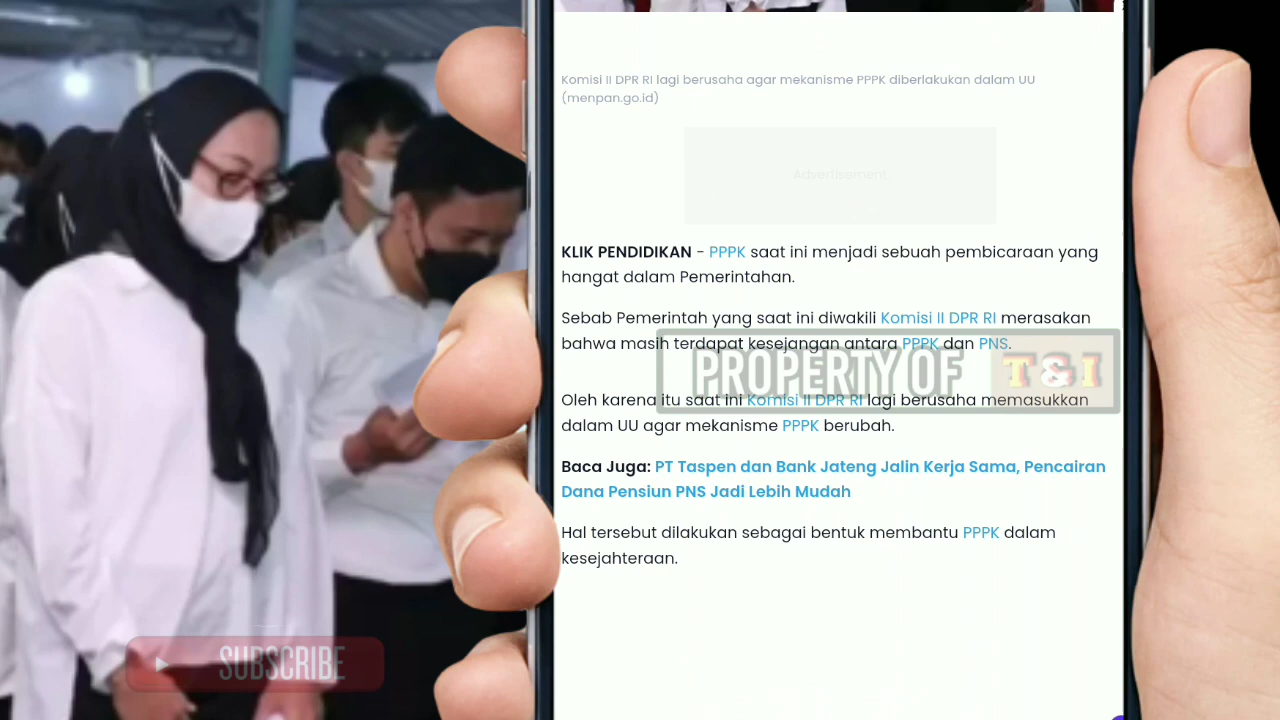 Komisi II DPR RI lagi berusaha agar mekanisme PPPK diberlakukan dalam UU
(menpan.go.id)
Advertisement
KLIK PENDIDIKAN - PPPK saat ini menjadi sebuah pembicaraan yang
hangat dalam Pemerintahan.
Sebab Pemerintah yang saat ini diwakili Komisi II DPR RI merasakan
bahwa masih terdapat kesejangan antara PPPK dan PNS.
PROPERTY OF T&I
Oleh karena itu saat ini Komisi II DPR RI lagi berusaha memasukkan
dalam UU agar mekanisme PPPK berubah.
Baca Juga: PT Taspen dan Bank Jateng Jalin Kerja Sama, Pencairan
Dana Pensiun PNS Jadi Lebih Mudah
Hal tersebut dilakukan sebagai bentuk membantu PPPK dalam
kesejahteraan.
SUBSCRIBE